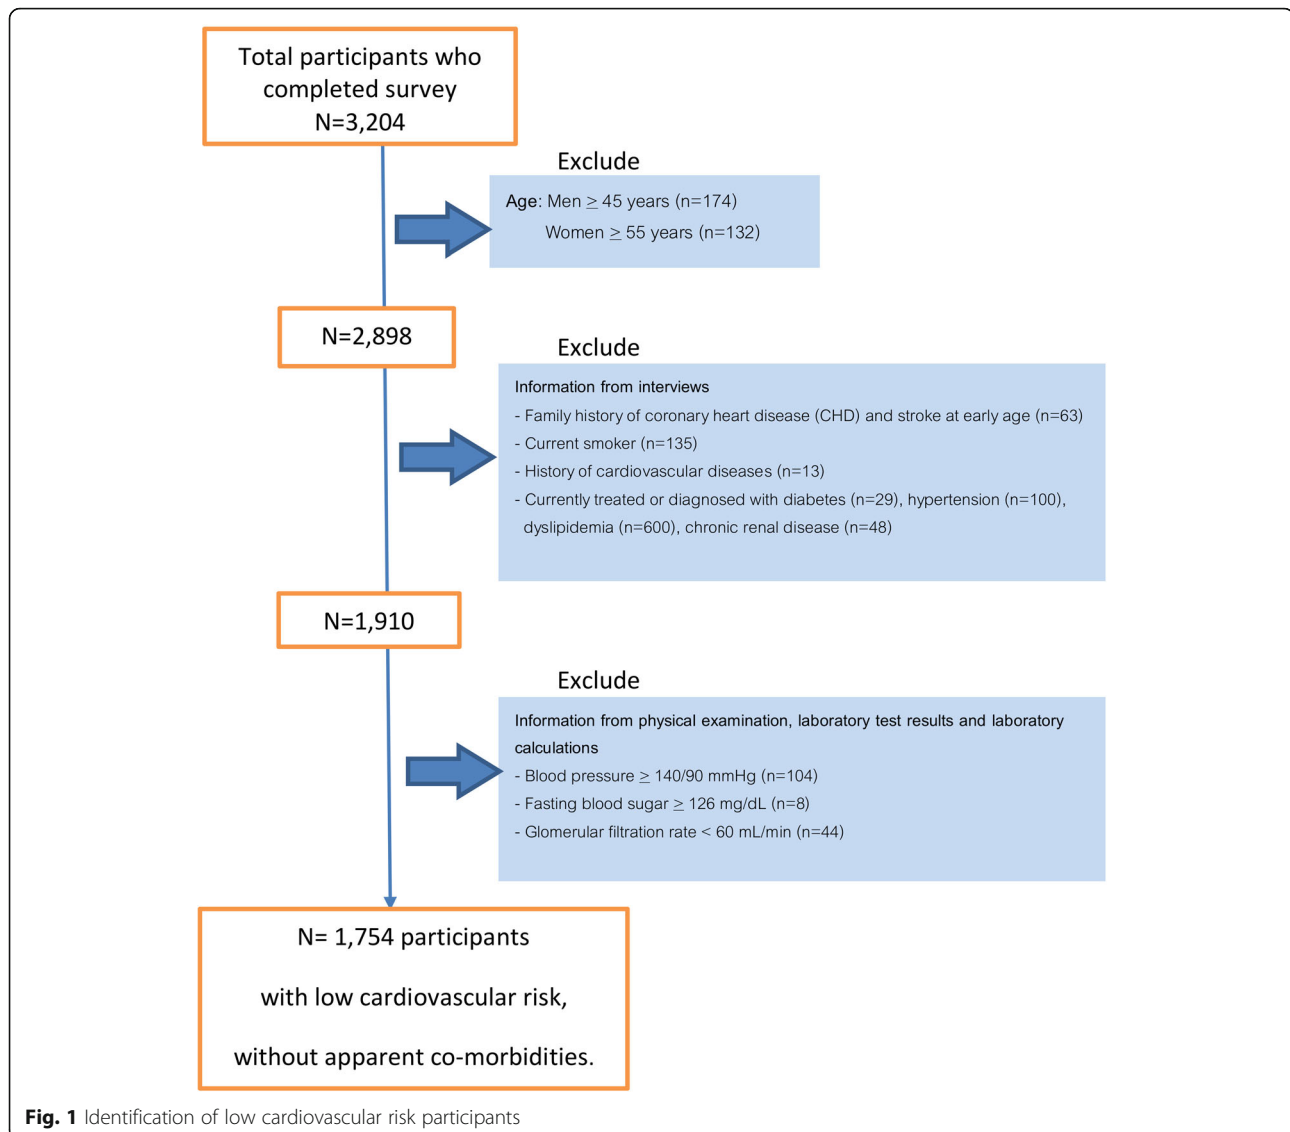 Total participants who
completed survey
N=3,204
Exclude
Age: Men ≥ 45 years (n=174)
Women ≥ 55 years (n=132)
N=2,898
Exclude
Information from interviews
- Family history of coronary heart disease (CHD) and stroke at early age (n=63)
- Current smoker (n=135)
- History of cardiovascular diseases (n=13)
- Currently treated or diagnosed with diabetes (n=29), hypertension (n=100),
dyslipidemia (n=600), chronic renal disease (n=48)
N=1,910
Exclude
Information from physical examination, laboratory test results and laboratory
calculations
- Blood pressure ≥ 140/90 mmHg (n=104)
- Fasting blood sugar ≥ 126 mg/dL (n=8)
- Glomerular filtration rate < 60 mL/min (n=44)
N= 1,754 participants
with low cardiovascular risk,
without apparent co-morbidities.
Fig. 1 Identification of low cardiovascular risk participants